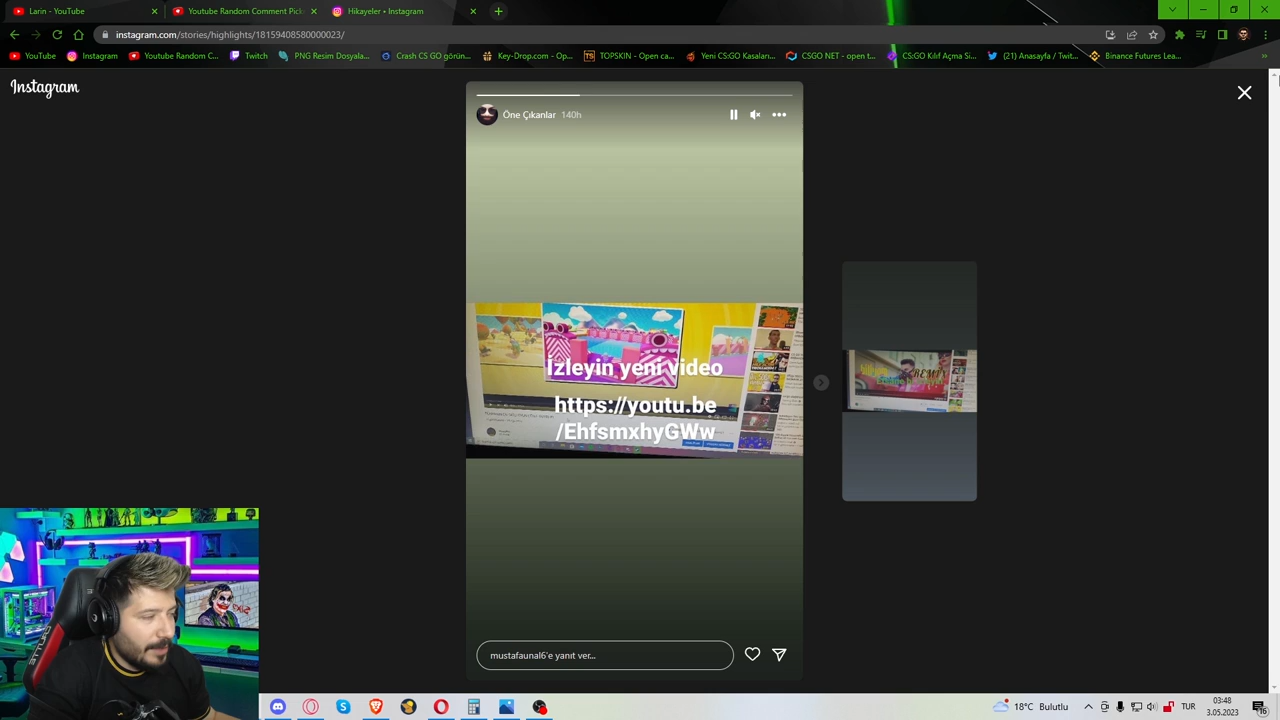 Larin - YouTube
Youtube Random Comment Pick
Hikayeler • Instagram
instagram.com/stories/highlights/18159408580000023/
YouTube
Instagram
Youtube Random C...
Twitch
PNG Resim Dosyala...
Crash CS GO görün...
Key-Drop.com - Op...
TOPSKIN - Open ca...
Yeni CS:GO Kasaları...
CSGO NET - open t...
CS:GO Kılıf Açma Si...
(21) Anasayfa / Twit...
Binance Futures Lea...
Instagram
Öne Çıkanlar 140h
İzleyin yeni video
https://youtu.be
/EhfsmxhyGWw
REMIX
mustafaunal6'e yanıt ver...
18°C Bulutlu
TUR
03:48
3.05.2023
16